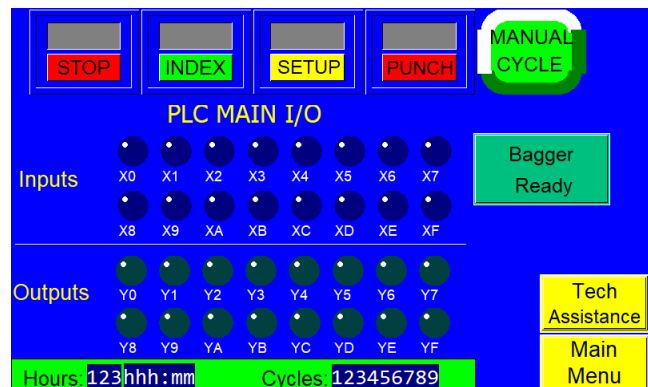 STOP INDEX SETUP PUNCH
MANUAL
CYCLE
PLC MAIN I/O
Inputs
X0 X1 X2 X3 X4 X5 X6 X7
X8 X9 XA XB XC XD XE XF
Bagger
Ready
Outputs
Y0 Y1 Y2 Y3 Y4 Y5 Y6 Y7
Y8 Y9 YA YB YC YD YE YF
Tech
Assistance
Main
Menu
Hours: 123hhh:mm Cycles: 123456789